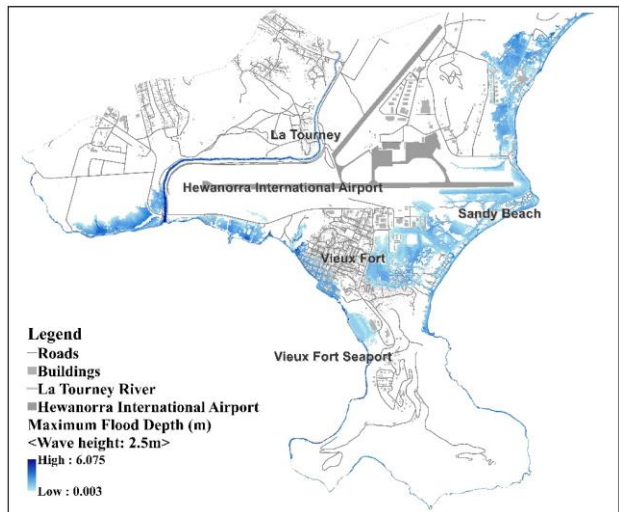 La Tourney
Hewanorra International Airport
Sandy Beach
Vieux Fort
Vieux Fort Seaport
Legend
Roads
Buildings
La Tourney River
Hewanorra International Airport
Maximum Flood Depth (m)
<Wave height: 2.5m>
High : 6.075
Low : 0.003